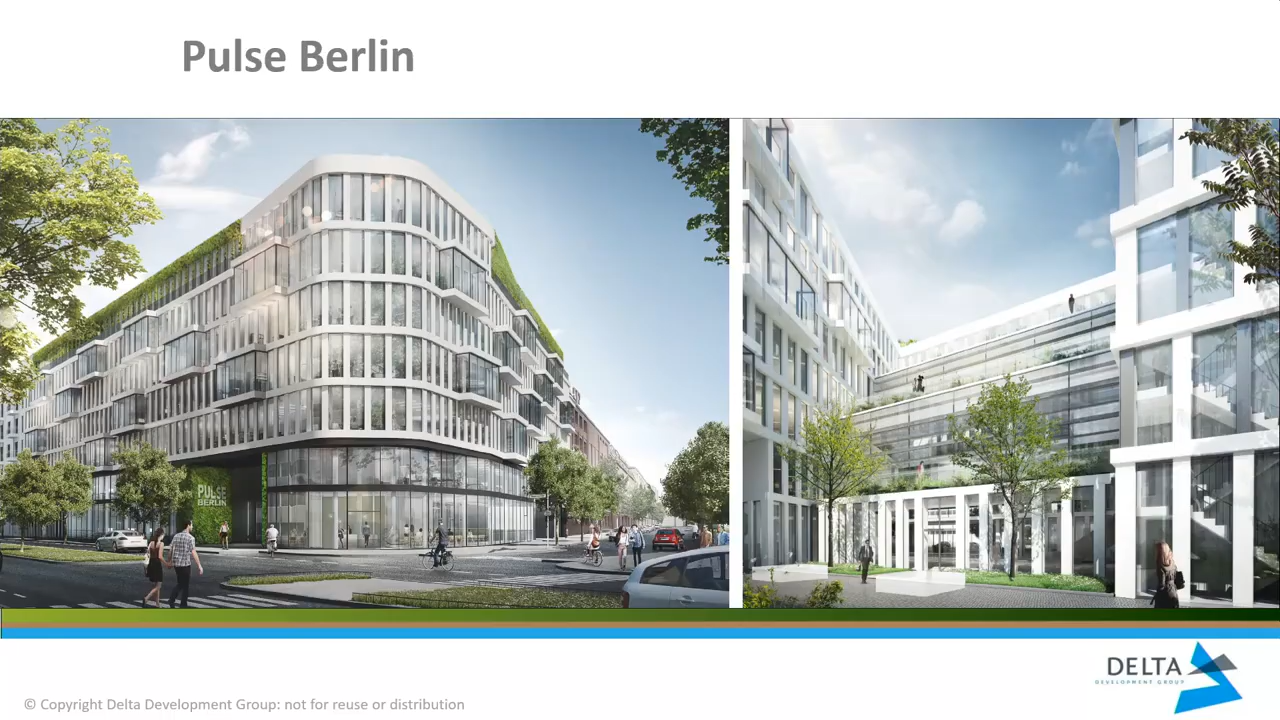 Pulse Berlin
PULSE
BERLIN
DELTA
DEVELOPMENT GROUP
© Copyright Delta Development Group: not for reuse or distribution